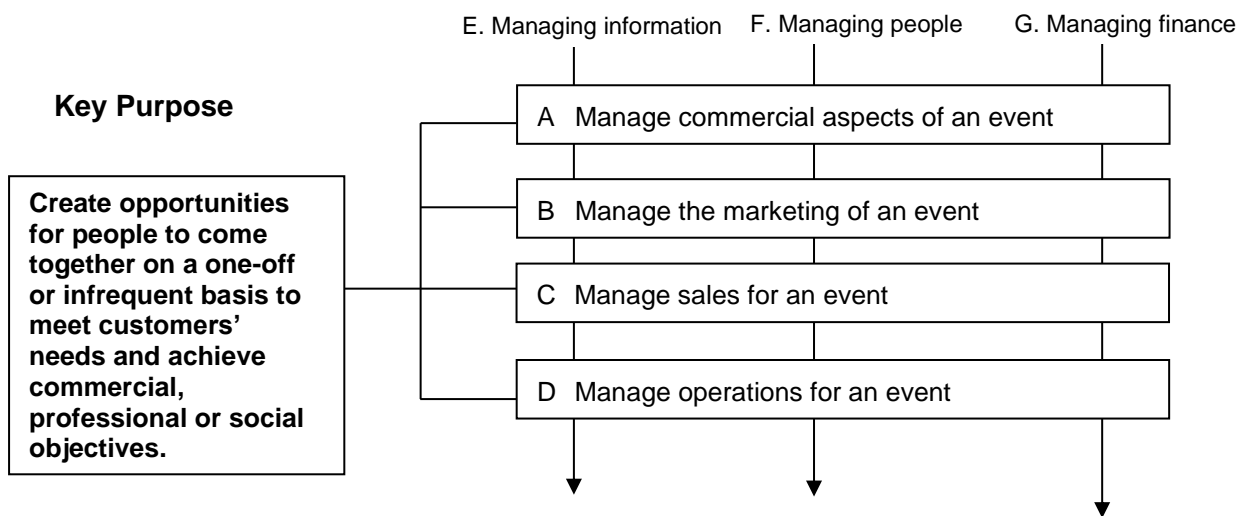 E. Managing information F. Managing people G. Managing finance
Key Purpose
A Manage commercial aspects of an event
B Manage the marketing of an event
C Manage sales for an event
D Manage operations for an event
Create opportunities
for people to come
together on a one-off
or infrequent basis to
meet customers’
needs and achieve
commercial,
professional or social
objectives.